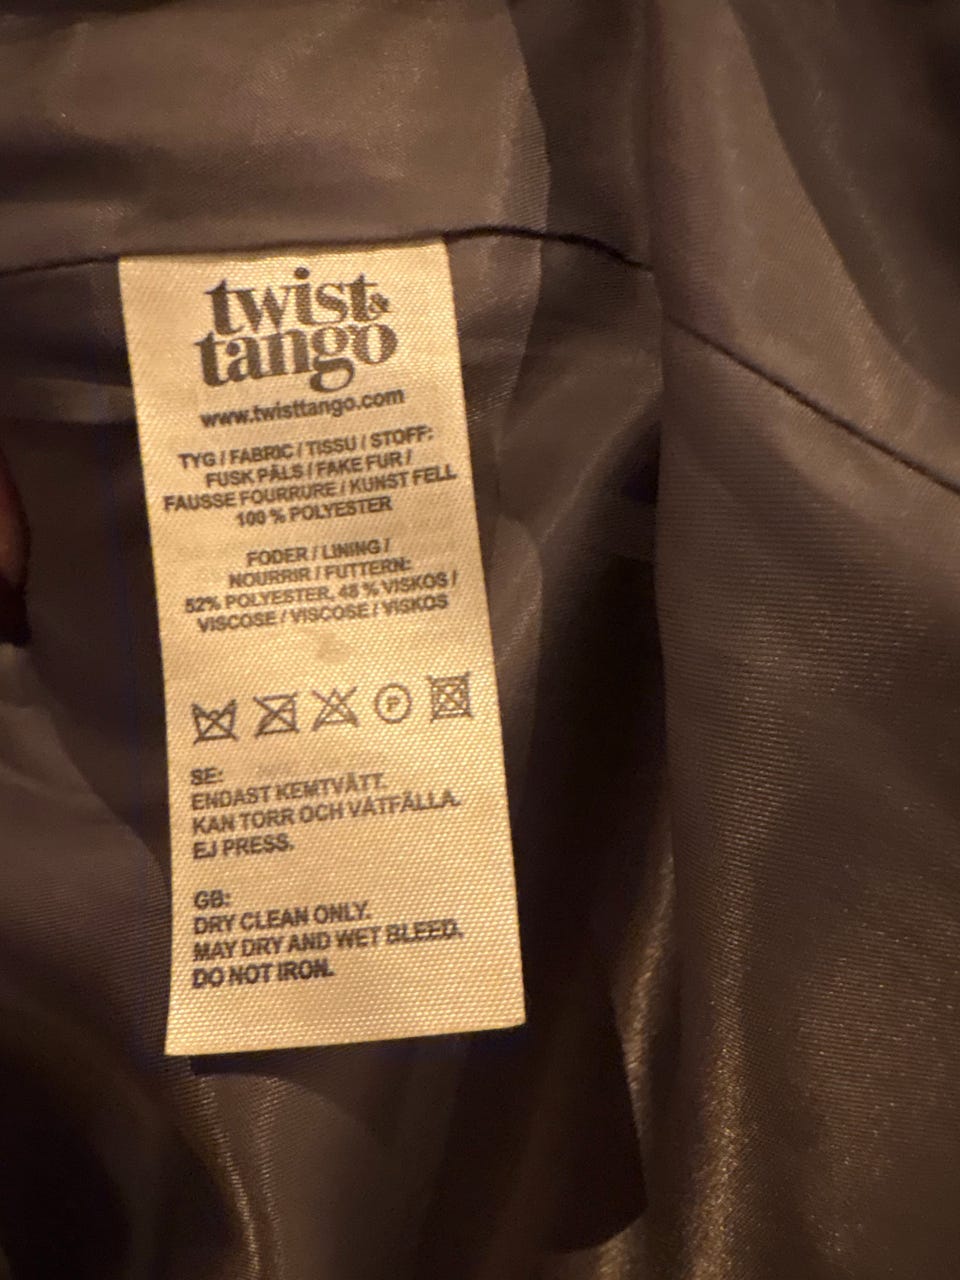 twist &
tango
www.twisttango.com
TYG / FABRIC / TISSU / STOFF:
FUSK PÄLS / FAKE FUR /
FAUSSE FOURRURE / KUNST FELL
100 % POLYESTER
FODER / LINING /
NOURRIR / FUTTERN:
52% POLYESTER, 48 % VISKOS /
VISCOSE / VISCOSE / VISKOS
P
SE:
ENDAST KEMTVÄTT.
KAN TORR OCH VÅTFÄLLA.
EJ PRESS.
GB:
DRY CLEAN ONLY.
MAY DRY AND WET BLEED.
DO NOT IRON.